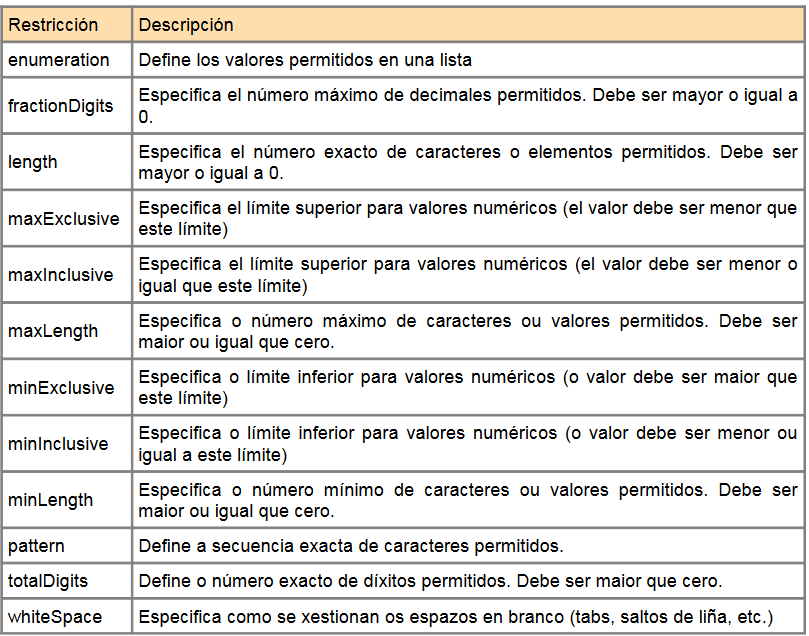 Restricción Descripción
enumeration Define los valores permitidos en una lista
fractionDigits Especifica el número máximo de decimales permitidos. Debe ser mayor o igual a
0.
length Especifica el número exacto de caracteres o elementos permitidos. Debe ser
mayor o igual a 0.
maxExclusive Especifica el límite superior para valores numéricos (el valor debe ser menor que
este límite)
maxInclusive Especifica el límite superior para valores numéricos (el valor debe ser menor o
igual que este límite)
maxLength Especifica o número máximo de caracteres ou valores permitidos. Debe ser
maior ou igual que cero.
minExclusive Especifica o límite inferior para valores numéricos (o valor debe ser maior que
este límite)
minInclusive Especifica o límite inferior para valores numéricos (o valor debe ser menor ou
igual a este límite)
minLength Especifica o número mínimo de caracteres ou valores permitidos. Debe ser
maior ou igual que cero.
pattern Define a secuencia exacta de caracteres permitidos.
totalDigits Define o número exacto de díxitos permitidos. Debe ser maior que cero.
whiteSpace Especifica como se xestionan os espazos en branco (tabs, saltos de liña, etc.)